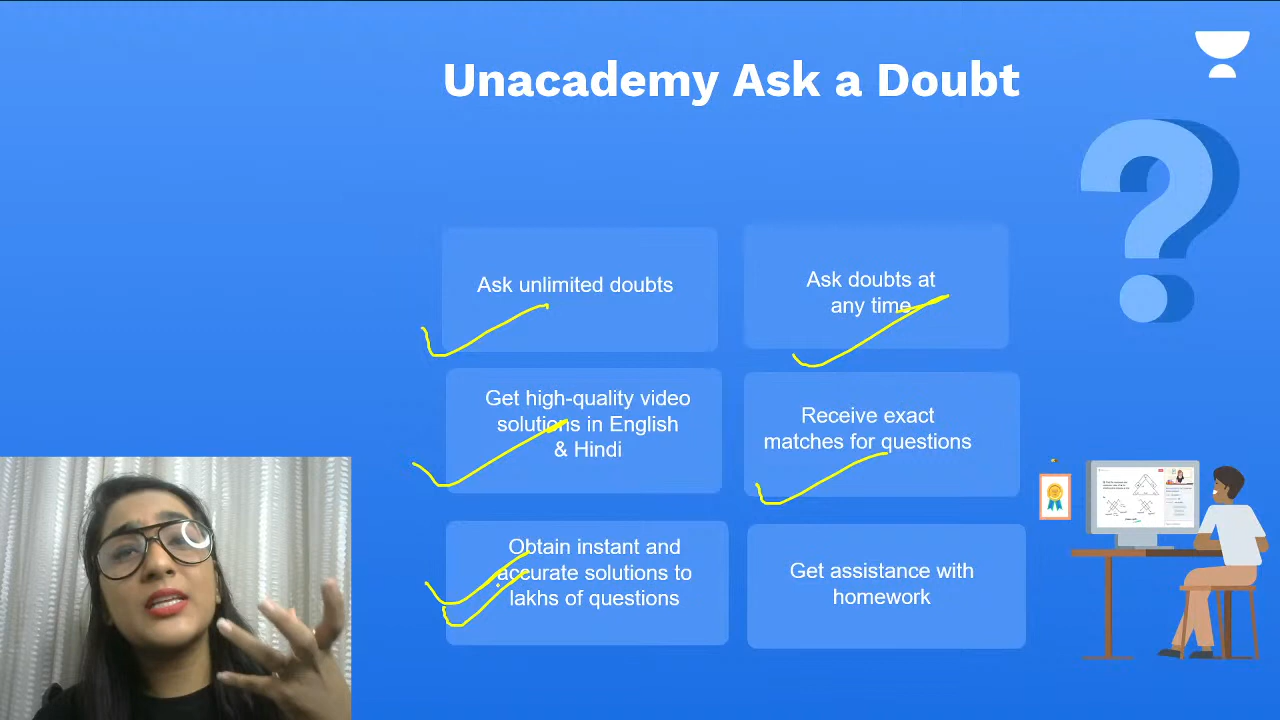 Unacademy Ask a Doubt
Ask unlimited doubts
Ask doubts at
any time
Get high-quality video
solutions in English
& Hindi
Receive exact
matches for questions
Obtain instant and
accurate solutions to
lakhs of questions
Get assistance with
homework